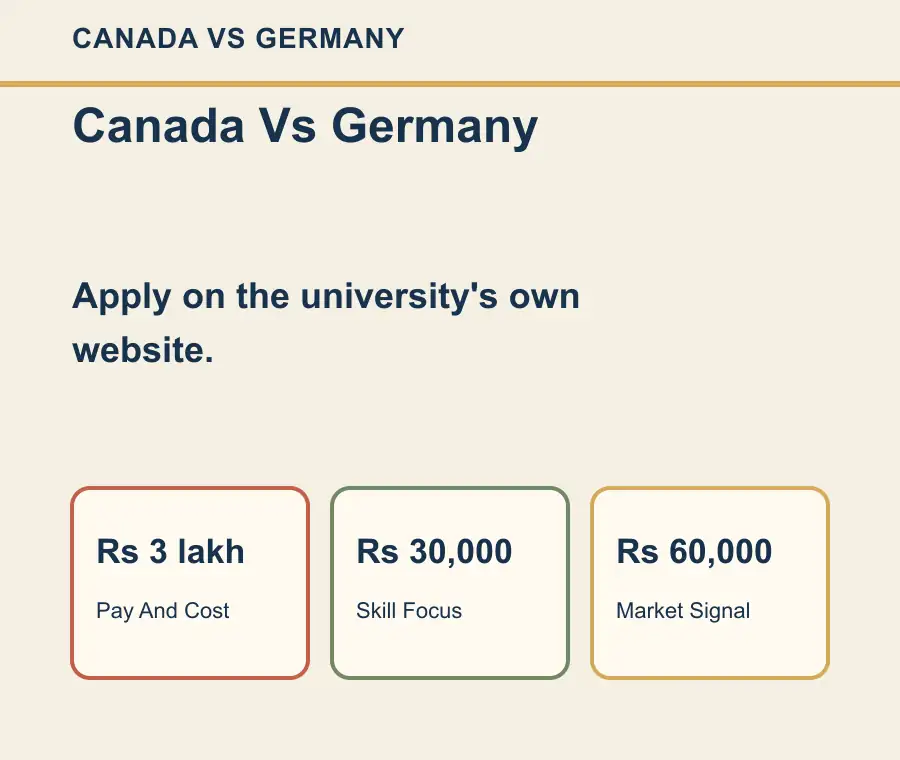 CANADA VS GERMANY
Canada Vs Germany
Apply on the university's own
website.
Rs 3 lakh
Pay And Cost
Rs 30,000
Skill Focus
Rs 60,000
Market Signal